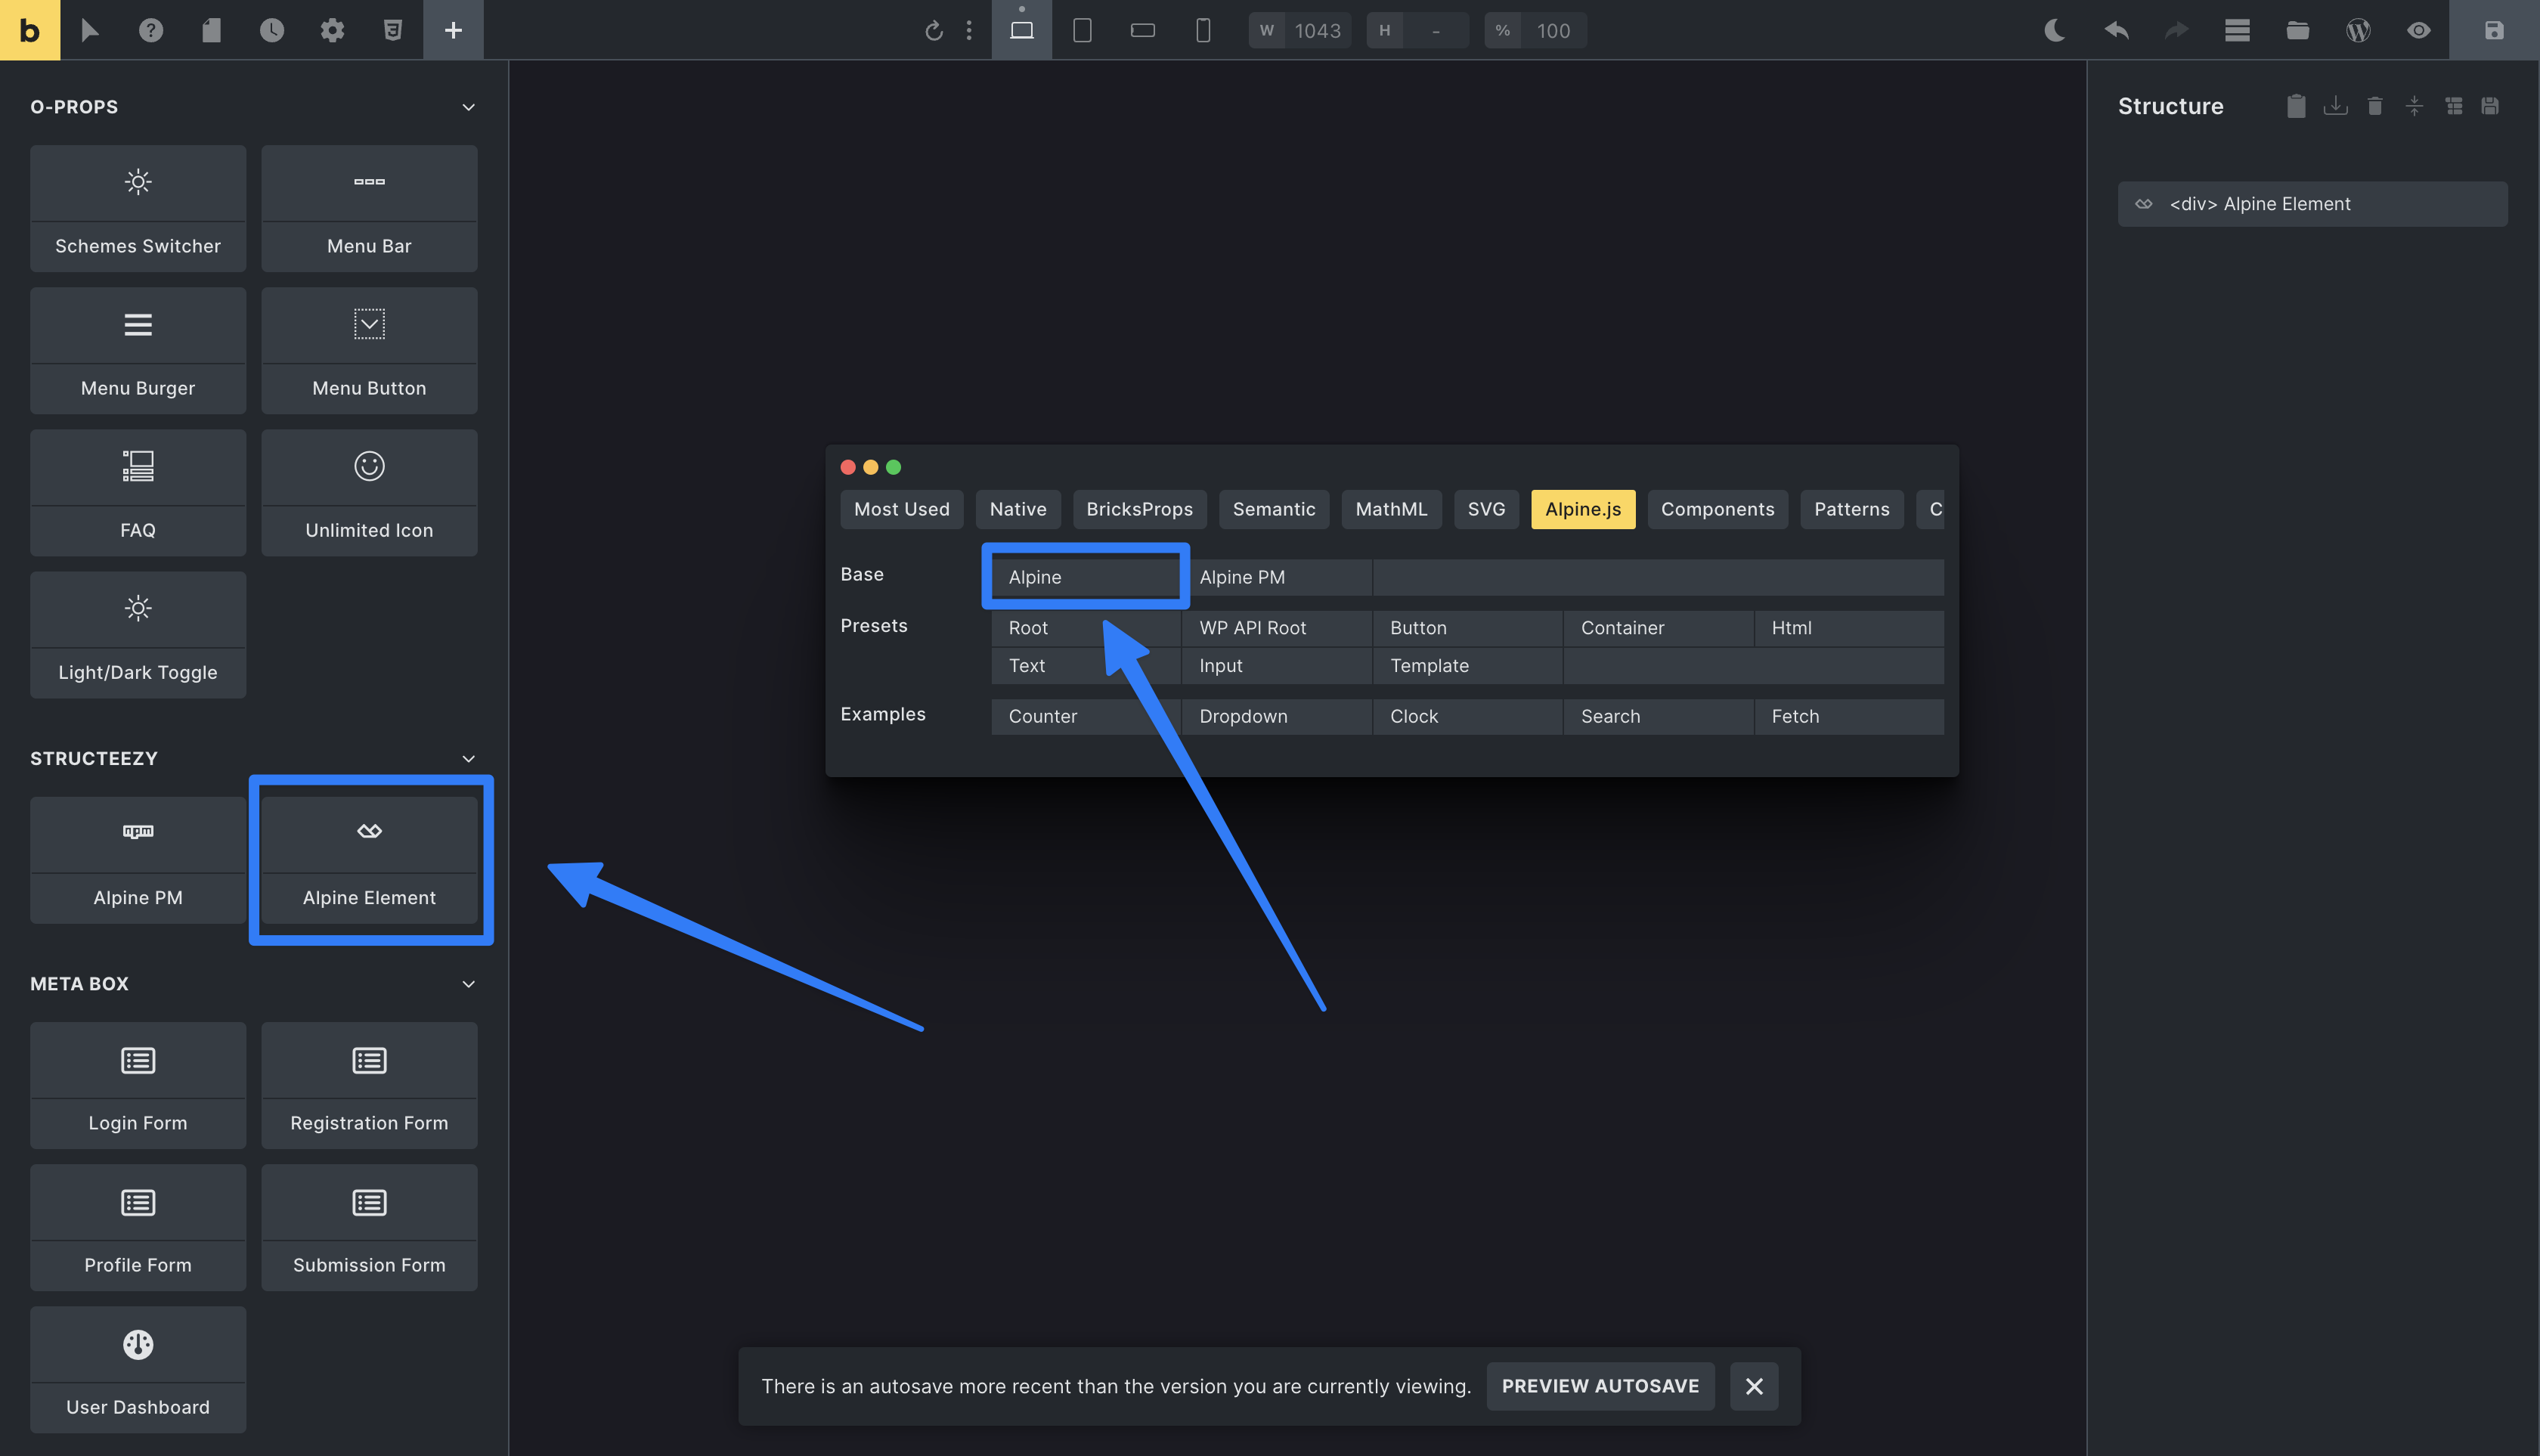 b
W 1043 H - % 100
O-PROPS
Schemes Switcher
Menu Bar
Menu Burger
Menu Button
FAQ
Unlimited Icon
Light/Dark Toggle
STRUCTEEZY
npm
Alpine PM
Alpine Element
META BOX
Login Form
Registration Form
Profile Form
Submission Form
User Dashboard
Most Used Native BricksProps Semantic MathML SVG Alpine.js Components Patterns C
Base Alpine Alpine PM
Presets Root WP API Root Button Container Html
Text Input Template
Examples Counter Dropdown Clock Search Fetch
There is an autosave more recent than the version you are currently viewing. PREVIEW AUTOSAVE
Structure
<div> Alpine Element